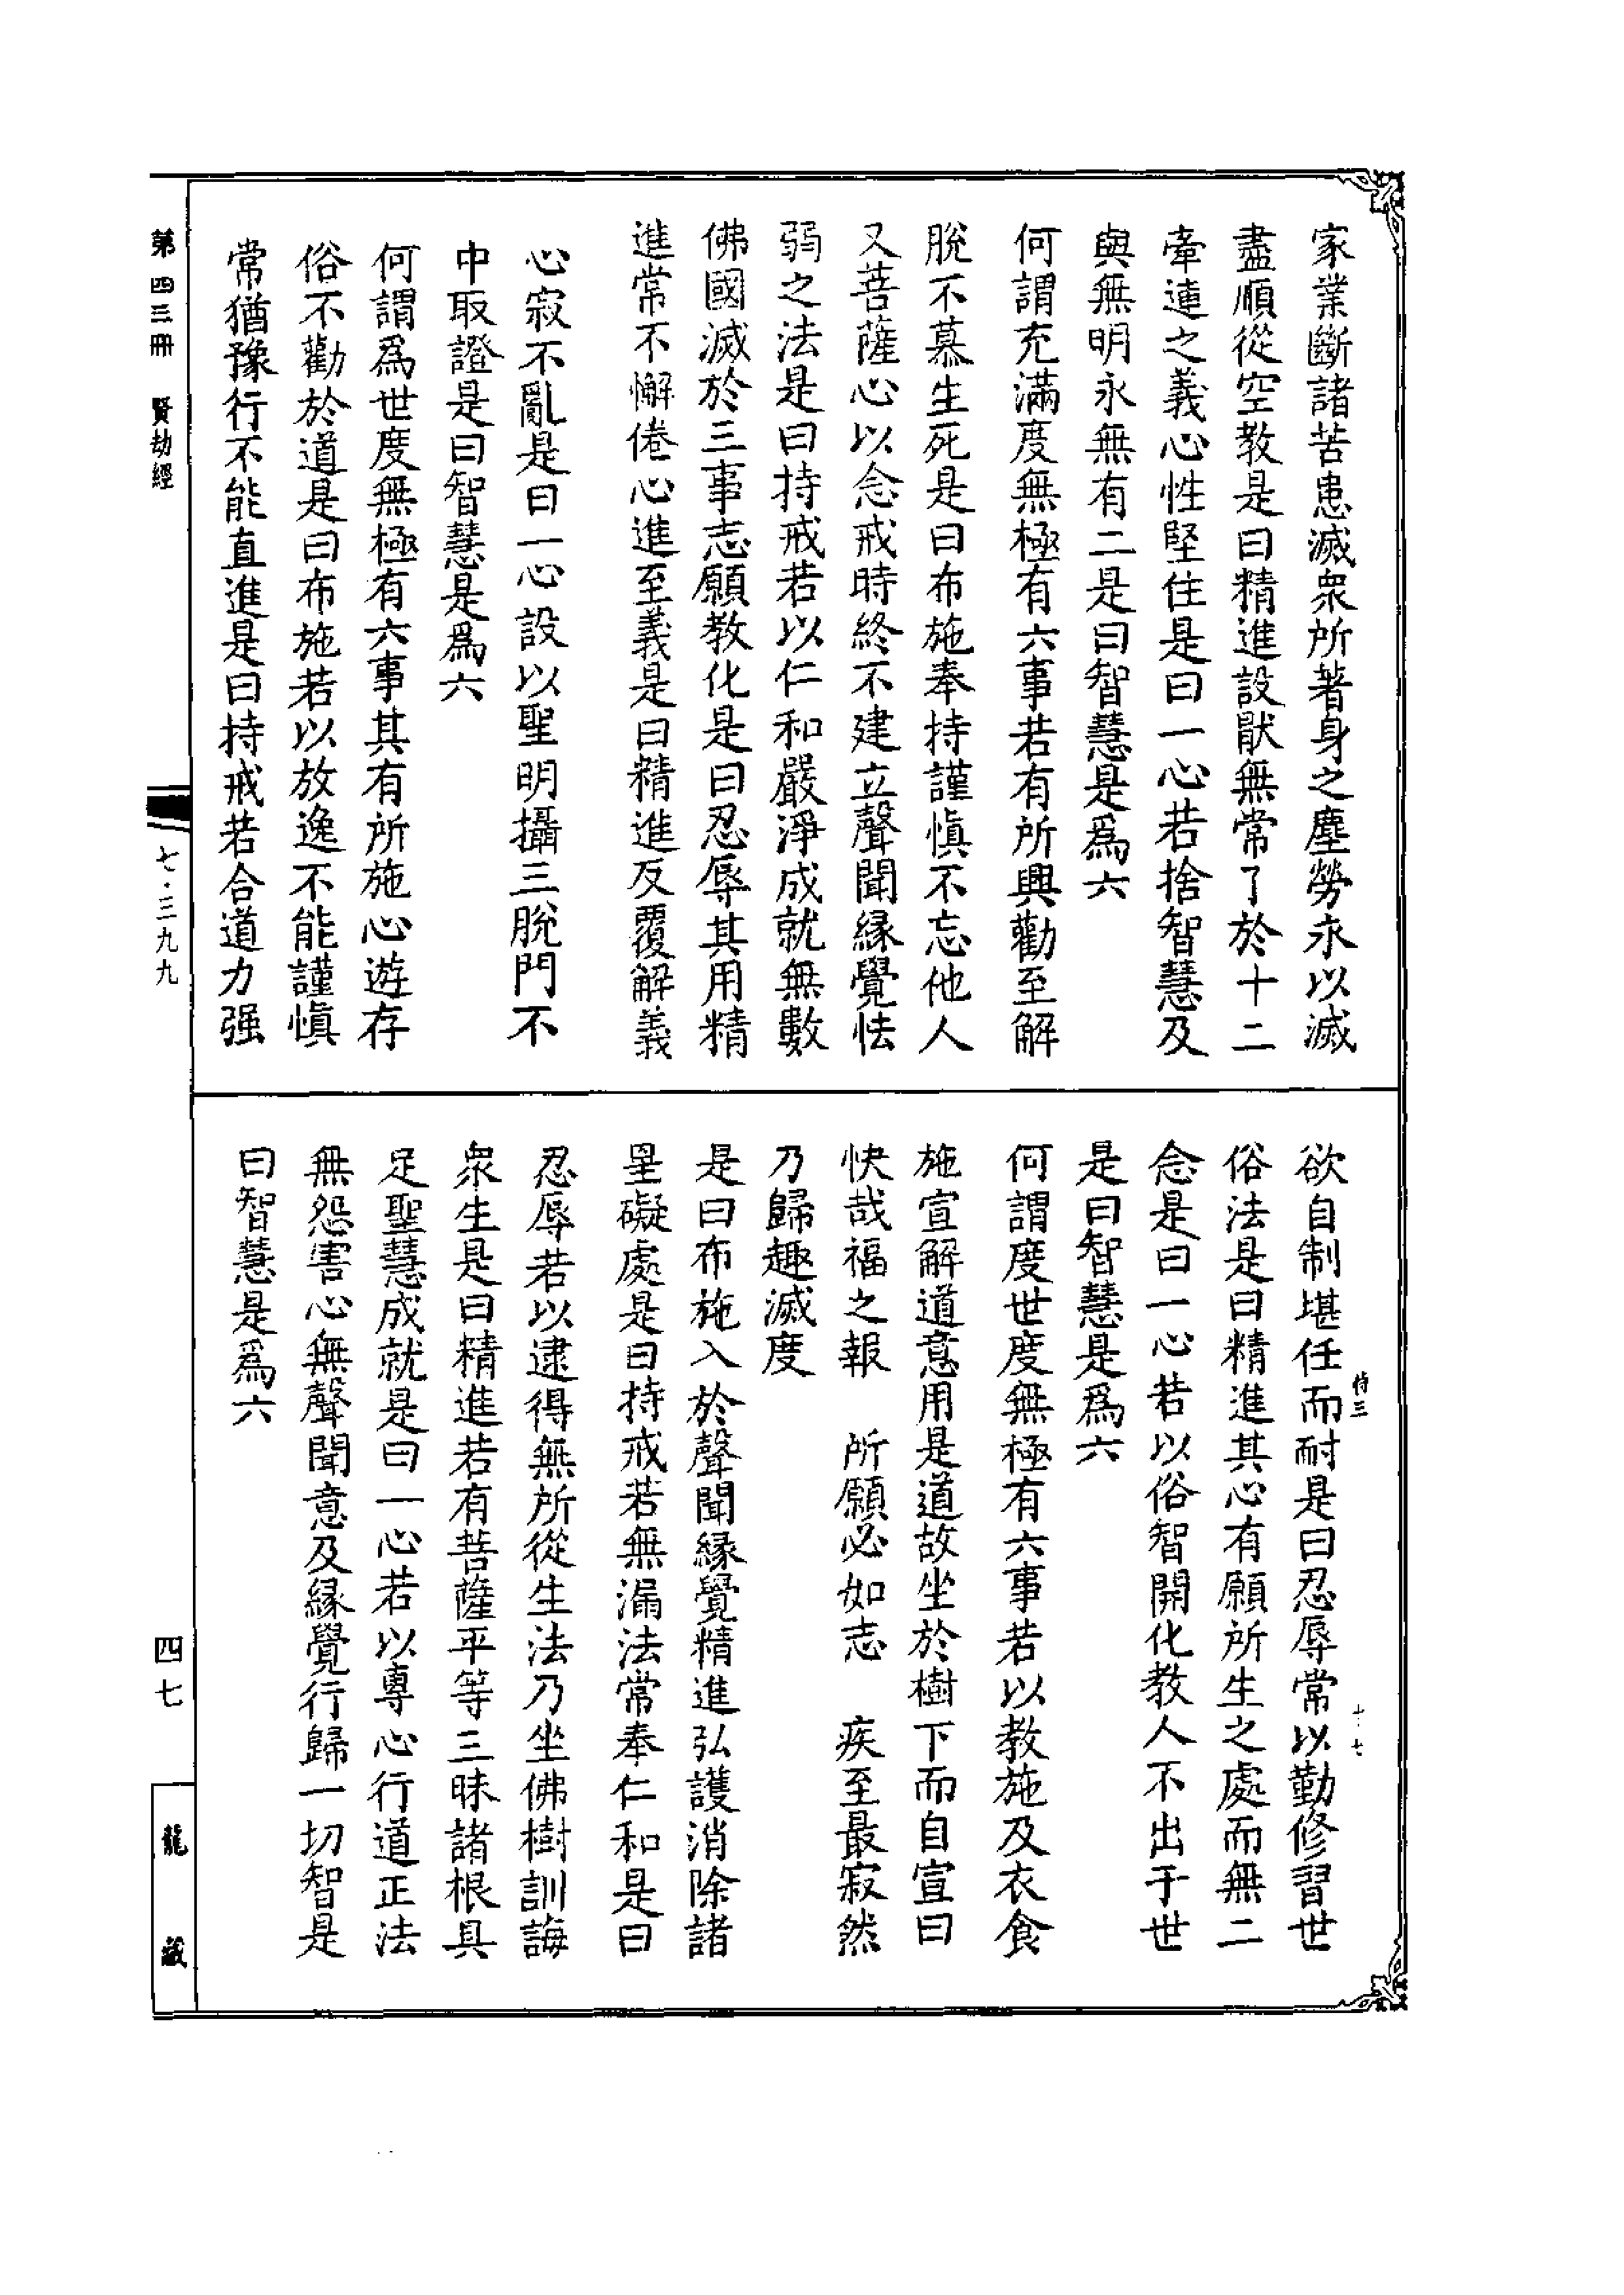 家業斷諸苦患滅衆所著身之塵勞永以滅
盡順從空教是曰精進設猒無常了於十二
牽連之義心性堅住是曰一心若捨智慧及
與無明永無有二是曰智慧是爲六
何謂充滿度無極有六事若有所興勸至解
脫不慕生死是曰布施奉持謹慎不忘他人
又菩薩心以念戒時終不建立聲聞緣覺怯
弱之法是曰持戒若以仁和嚴淨成就無數
佛國滅於三事志願教化是曰忍辱其用精
進常不懈倦心進至義是曰精進反覆解義
心寂不亂是曰一心設以聖明攝三脫門不
中取證是曰智慧是爲六
何謂爲世度無極有六事其有所施心遊存
俗不勸於道是曰布施若以放逸不能謹慎
常猶豫行不能直進是曰持戒若合道力强
欲自制堪任而耐是曰忍辱常以勤修習世
俗法是曰精進其心有願所生之處而無二
念是曰一心若以俗智開化教人不出于世
是曰智慧是爲六
何謂度世度無極有六事若以教施及衣食
施宣解道意用是道故坐於樹下而自宣曰
快哉福之報　所願必如志　疾至最寂然
乃歸趣滅度
是曰布施入於聲聞緣覺精進弘護消除諸
罣礙處是曰持戒若無漏法常奉仁和是曰
忍辱若以逮得無所從生法乃坐佛樹訓誨
衆生是曰精進若有菩薩平等三昧諸根具
足聖慧成就是曰一心若以專心行道正法
無怨害心無聲聞意及緣覺行歸一切智是
曰智慧是爲六
第四三冊　賢劫經
七·三九九
四七
龍藏